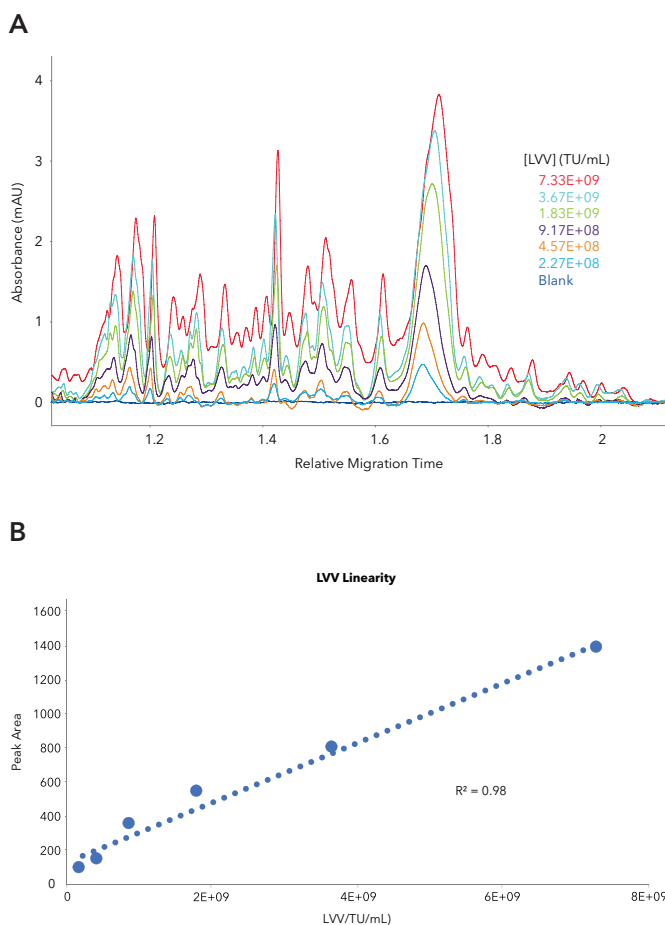 A
4
3
2
1
0
Absorbance (mAU)
[LVV] (TU/mL)
7.33E+09
3.67E+09
1.83E+09
9.17E+08
4.57E+08
2.27E+08
Blank
1.2 1.4 1.6 1.8 2
Relative Migration Time
B
LVV Linearity
1600
1400
1200
1000
800
600
400
200
0
Peak Area
R² = 0.98
0 2E+09 4E+09 6E+09 8E+09
LVV/TU/mL)